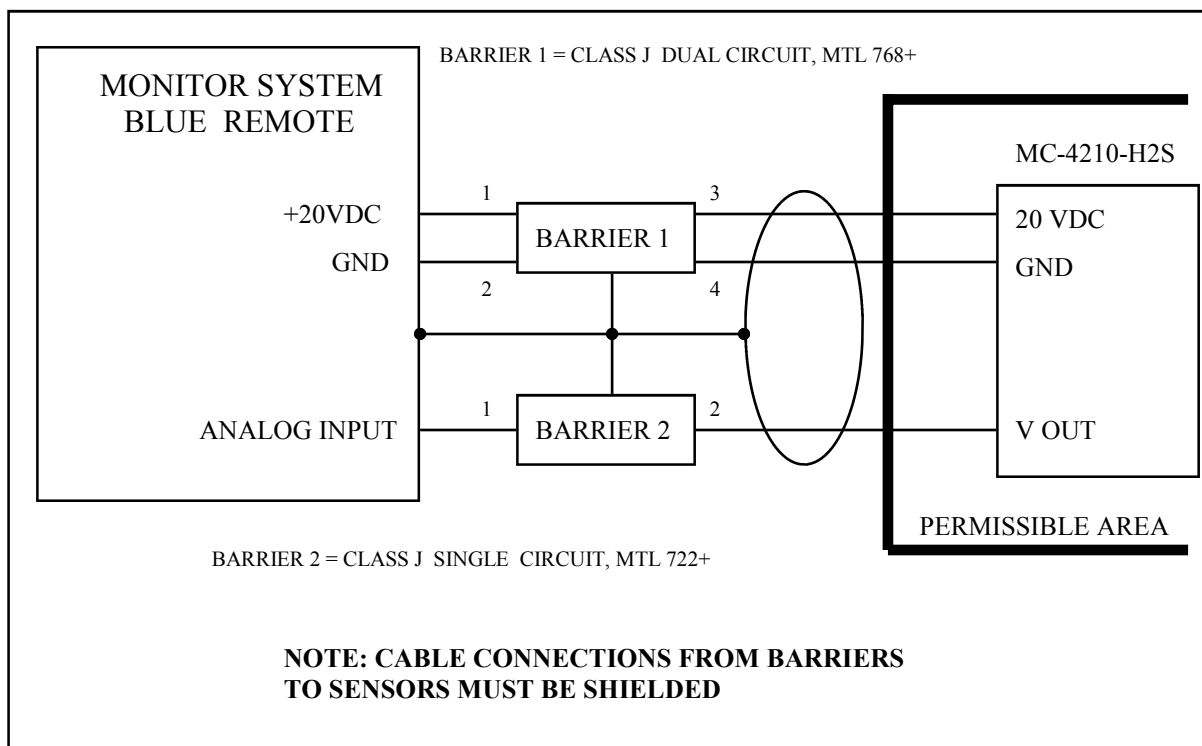 BARRIER 1 = CLASS J DUAL CIRCUIT, MTL 768+
MONITOR SYSTEM
BLUE REMOTE
MC-4210-H2S
+20VDC
1
BARRIER 1
3
20 VDC
GND
2
4
GND
ANALOG INPUT
1
BARRIER 2
2
V OUT
PERMISSIBLE AREA
BARRIER 2 = CLASS J SINGLE CIRCUIT, MTL 722+
NOTE: CABLE CONNECTIONS FROM BARRIERS
TO SENSORS MUST BE SHIELDED